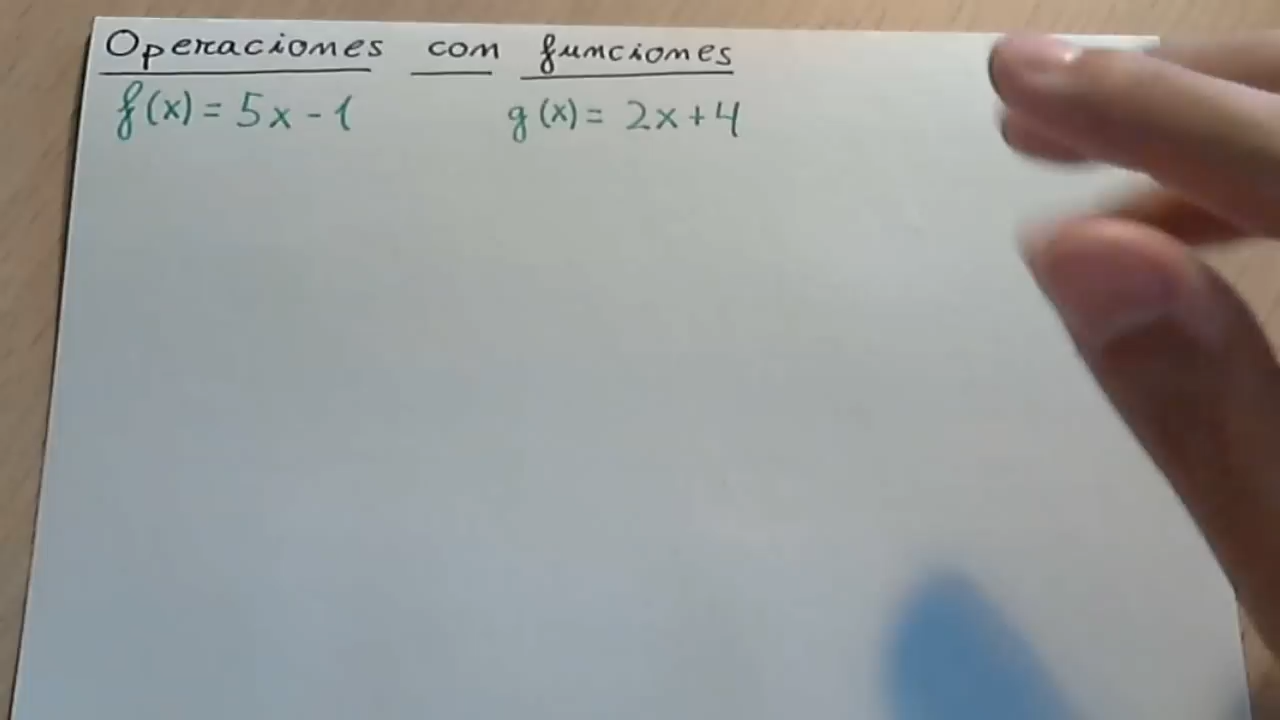 Operaciones con funciones
f(x) = 5x - 1 g(x) = 2x + 4